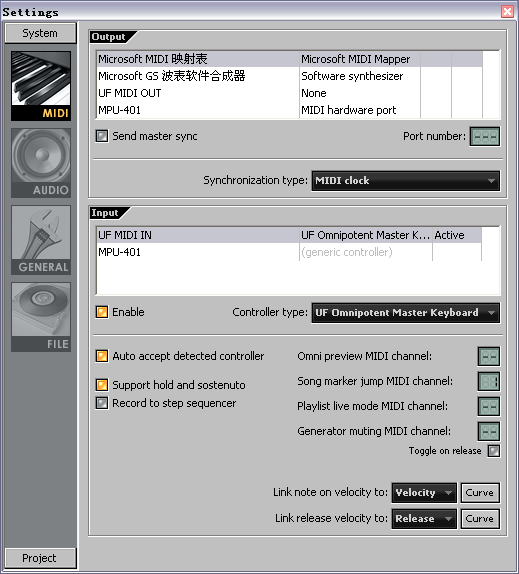 Settings
System
MIDI
AUDIO
GENERAL
FILE
Project
Output
Microsoft MIDI 映射表 Microsoft MIDI Mapper
Microsoft GS 波表软件合成器 Software synthesizer
UF MIDI OUT None
MPU-401 MIDI hardware port
Send master sync Port number: ---
Synchronization type: MIDI clock
Input
UF MIDI IN UF Omnipotent Master K... Active
MPU-401 (generic controller)
Enable Controller type: UF Omnipotent Master Keyboard
Auto accept detected controller Omni preview MIDI channel: --
Support hold and sostenuto Song marker jump MIDI channel: 1
Record to step sequencer Playlist live mode MIDI channel: --
Generator muting MIDI channel: --
Toggle on release
Link note on velocity to: Velocity Curve
Link release velocity to: Release Curve